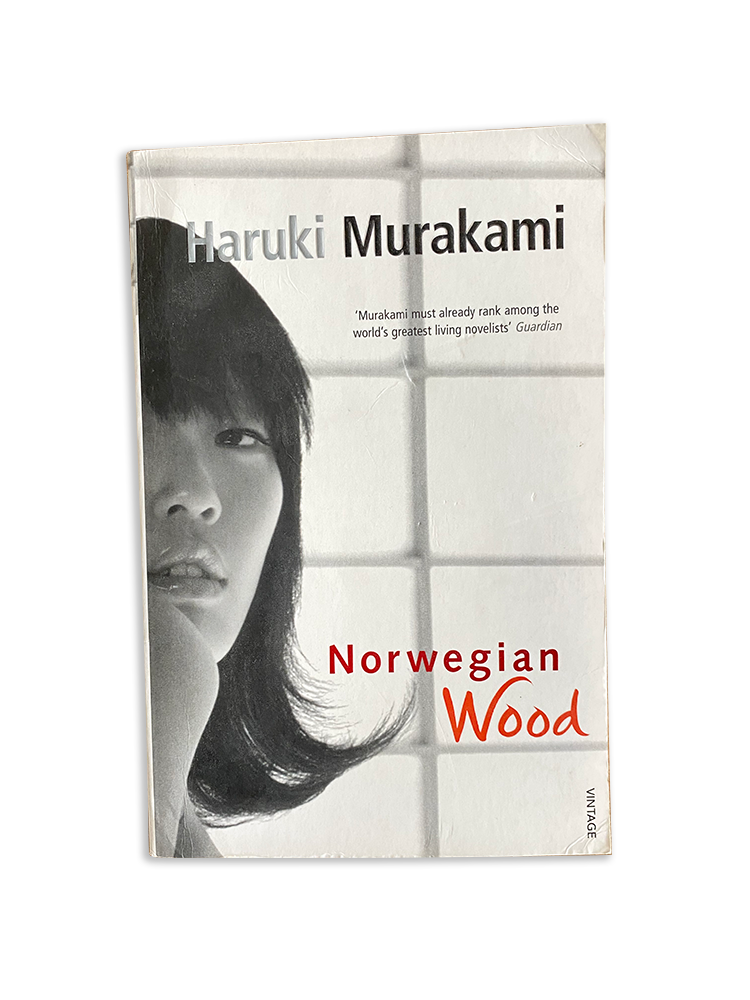 Haruki Murakami
'Murakami must already rank among the
world's greatest living novelists' Guardian
Norwegian
Wood
VINTAGE